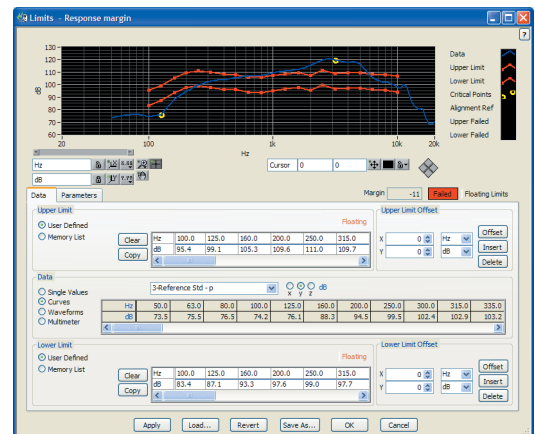 Limits - Response margin
?
130
120
110
100
90
80
70
60
dB
20 100 1k 10k 20k
Hz
Data
Upper Limit
Lower Limit
Critical Points
Alignment Ref
Upper Failed
Lower Failed
Hz
dB
Cursor 0 0
Data Parameters
Margin -11 Failed Floating Limits
Upper Limit
User Defined
Memory List
Floating
Clear
Copy
Hz 100.0 125.0 160.0 200.0 250.0 315.0
dB 95.4 99.1 105.3 109.6 111.0 109.7
Upper Limit Offset
X 0 Hz
Y 0 dB
Offset
Insert
Delete
Data
Single Values
Curves
Waveforms
Multimeter
3-Reference Std - p
x y z dB
Hz 50.0 63.0 80.0 100.0 125.0 160.0 200.0 250.0 300.0 315.0 335.0
dB 73.5 75.5 76.5 74.2 76.1 88.3 94.5 99.5 102.4 102.9 103.2
Lower Limit
User Defined
Memory List
Floating
Clear
Copy
Hz 100.0 125.0 160.0 200.0 250.0 315.0
dB 83.4 87.1 93.3 97.6 99.0 97.7
Lower Limit Offset
X 0 Hz
Y 0 dB
Offset
Insert
Delete
Apply Load... Revert Save As... OK Cancel